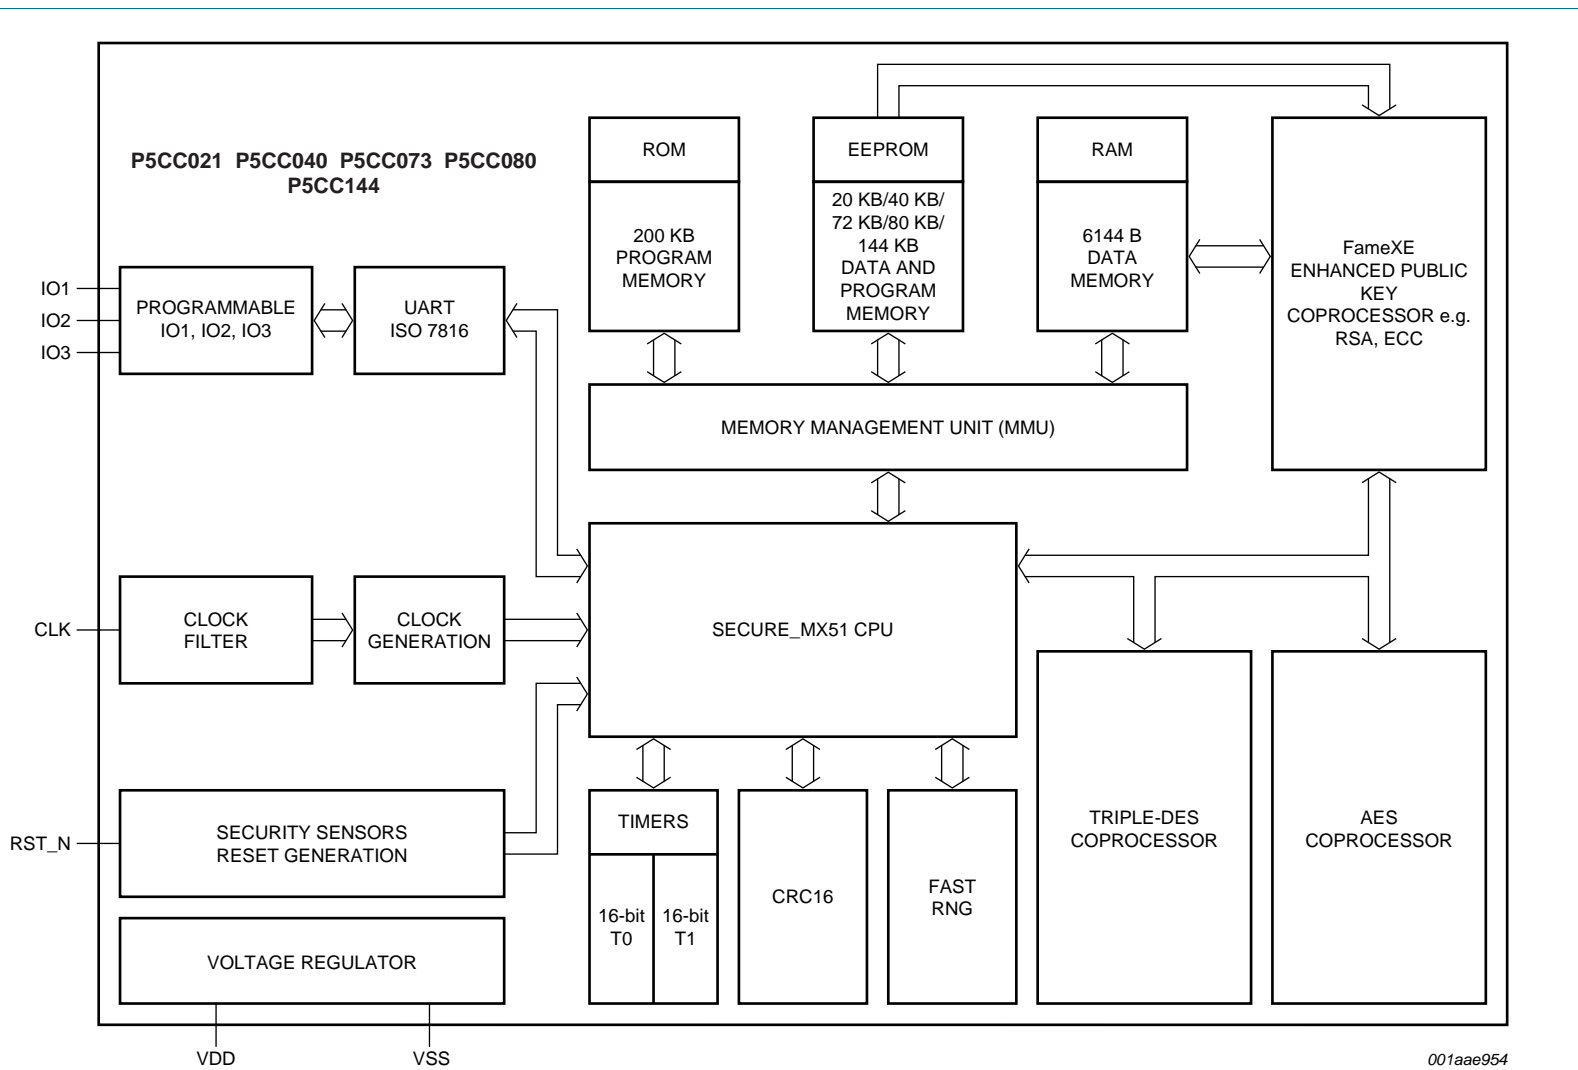 P5CC021 P5CC040 P5CC073 P5CC080
P5CC144
ROM
200 KB
PROGRAM
MEMORY
EEPROM
20 KB/40 KB/
72 KB/80 KB/
144 KB
DATA AND
PROGRAM
MEMORY
RAM
6144 B
DATA
MEMORY
FameXE
ENHANCED PUBLIC
KEY
COPROCESSOR e.g.
RSA, ECC
IO1
IO2
IO3
PROGRAMMABLE
IO1, IO2, IO3
UART
ISO 7816
MEMORY MANAGEMENT UNIT (MMU)
CLK
CLOCK
FILTER
CLOCK
GENERATION
SECURE_MX51 CPU
RST_N
SECURITY SENSORS
RESET GENERATION
TIMERS
16-bit
T0
16-bit
T1
CRC16
FAST
RNG
TRIPLE-DES
COPROCESSOR
AES
COPROCESSOR
VOLTAGE REGULATOR
VDD
VSS
001aae954